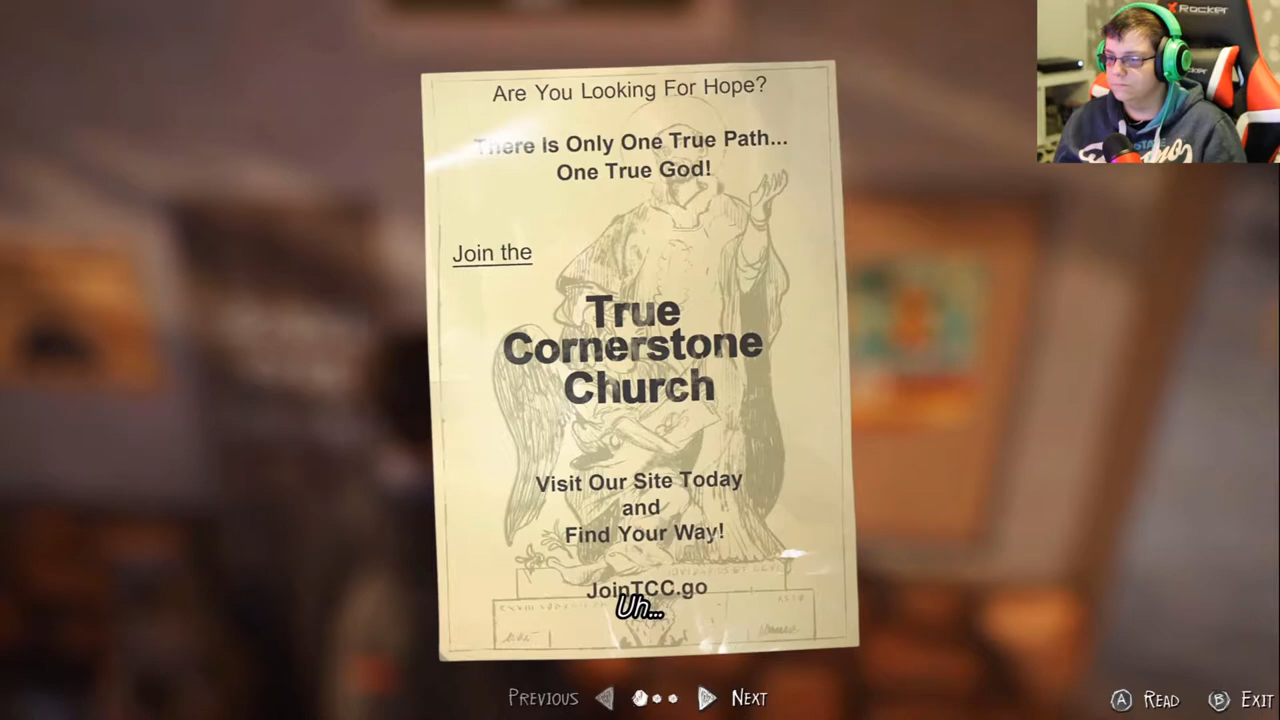 Rocker
Are You Looking For Hope?
There Is Only One True Path...
One True God!
Join the
True
Cornerstone
Church
Visit Our Site Today
and
Find Your Way!
JoinTCC.go
Uh...
PREVIOUS
NEXT
A READ
B EXIT